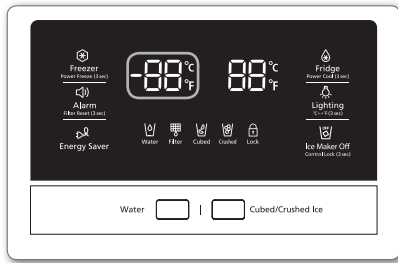 Freezer
Power Freeze (3 sec)
Alarm
Filter Reset (3 sec)
Energy Saver
-88 °C °F
88 °C °F
Fridge
Power Cool (3 sec)
Lighting
°C↔°F (3 sec)
OFF
Ice Maker Off
Control Lock (3 sec)
Water Filter Cubed Crushed Lock
Water | Cubed/Crushed Ice